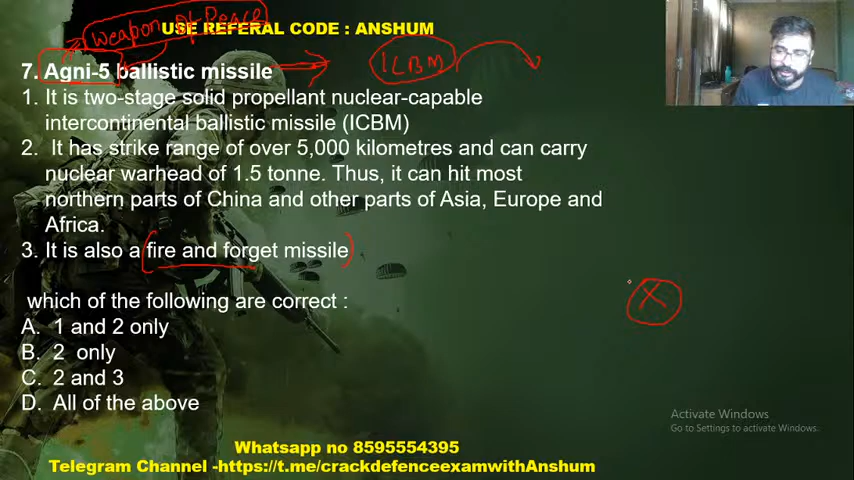 Weapon Of Peace
USE REFERAL CODE : ANSHUM
7. Agni-5 ballistic missile
ICBM
1. It is two-stage solid propellant nuclear-capable
intercontinental ballistic missile (ICBM)
2. It has strike range of over 5,000 kilometres and can carry
nuclear warhead of 1.5 tonne. Thus, it can hit most
northern parts of China and other parts of Asia, Europe and
Africa.
3. It is also a fire and forget missile
X
which of the following are correct :
A. 1 and 2 only
B. 2 only
C. 2 and 3
D. All of the above
Activate Windows
Go to Settings to activate Windows.
Whatsapp no 8595554395
Telegram Channel -https://t.me/crackdefenceexamwithAnshum